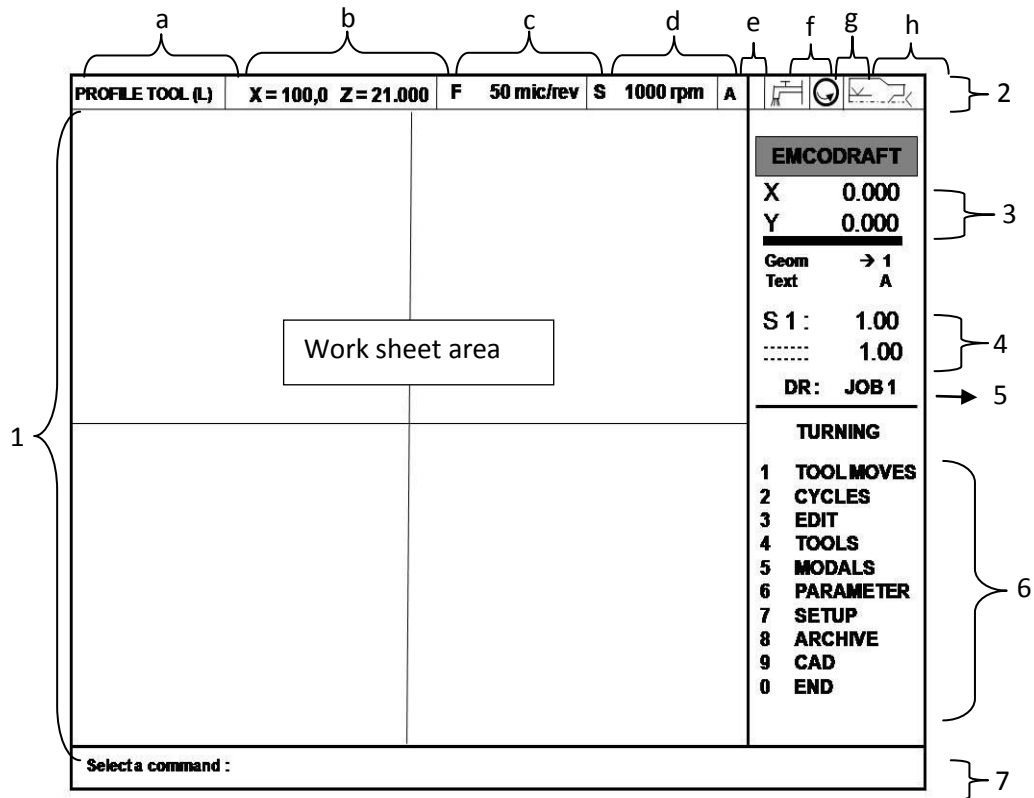 a b c d e f g h
PROFILE TOOL (L) X = 100,0 Z = 21.000 F 50 mic/rev S 1000 rpm A 2
EMCODRAFT
X 0.000
Y 0.000
3
Geom → 1
Text A
S 1 : 1.00
1.00
4
DR : JOB 1 5
Work sheet area
1
TURNING
1 TOOL MOVES
2 CYCLES
3 EDIT
4 TOOLS
5 MODALS
6 PARAMETER
7 SETUP
8 ARCHIVE
9 CAD
0 END
6
Select a command :
7